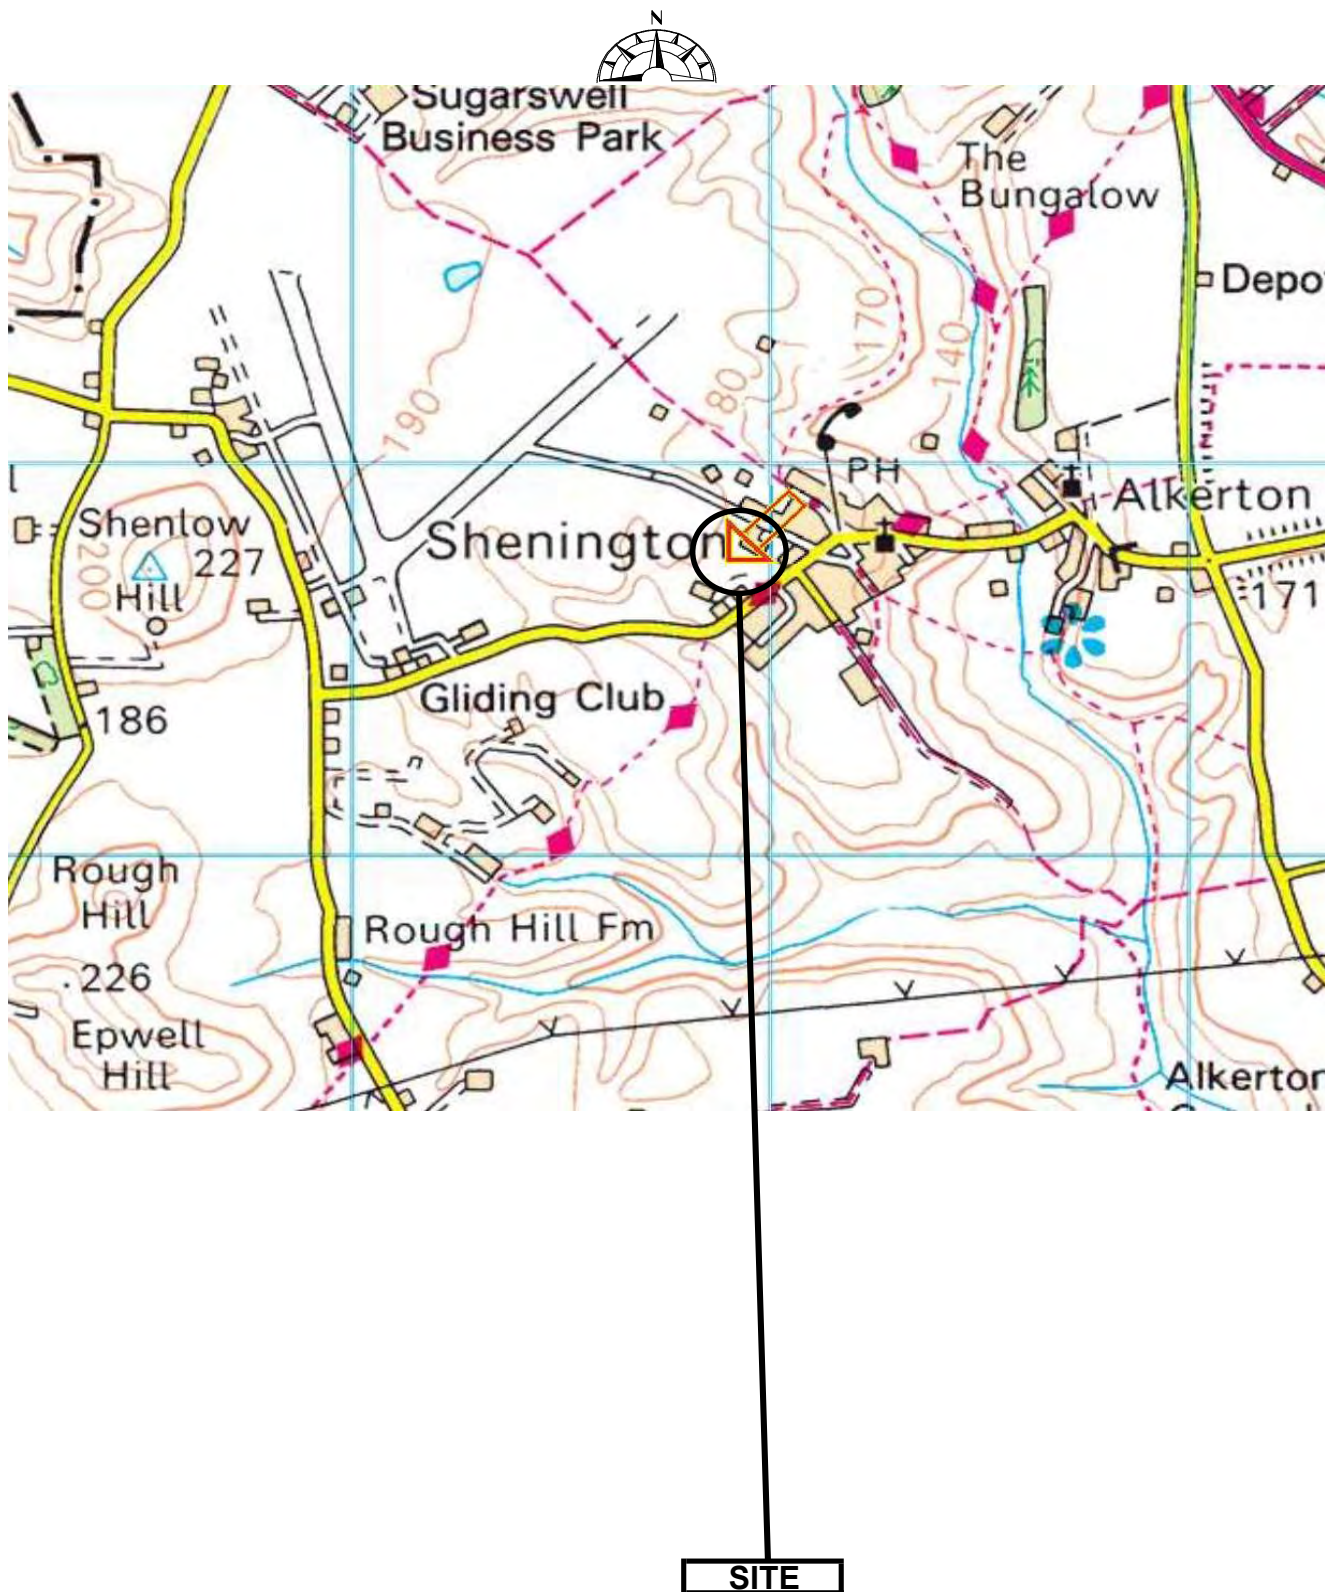 N
Sugarswell
Business Park
The
Bungalow
Depo
170
140
190
80
PH
Alkerton
Shenlow
227
Hill
200
Shenington
171
186
Gliding Club
Rough
Hill
Rough Hill Fm
.226
Epwell
Hill
Alkerton
SITE